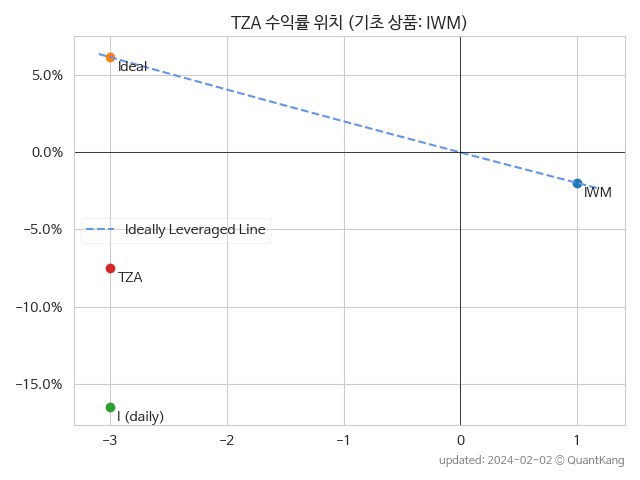 TZA 수익률 위치 (기초 상품: IWM)
5.0%
0.0%
−5.0%
−10.0%
−15.0%
Ideal
IWM
Ideally Leveraged Line
TZA
I (daily)
−3
−2
−1
0
1
updated: 2024-02-02 © QuantKang